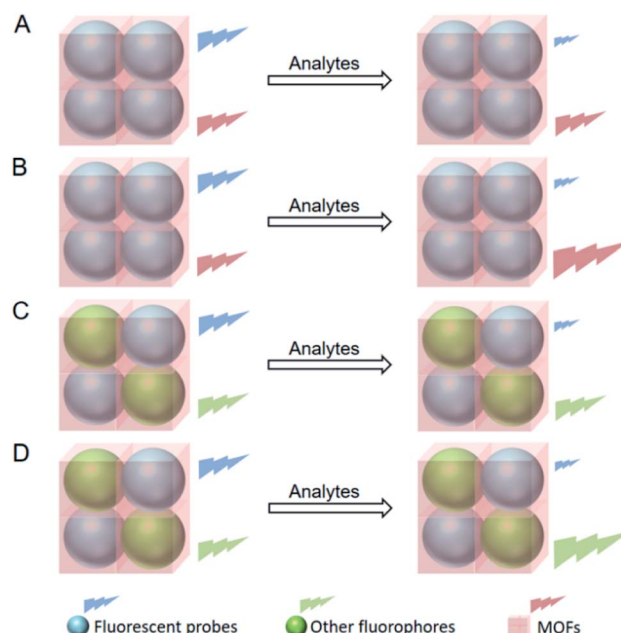 A
Analytes
B
Analytes
C
Analytes
D
Analytes
Fluorescent probes Other fluorophores MOFs